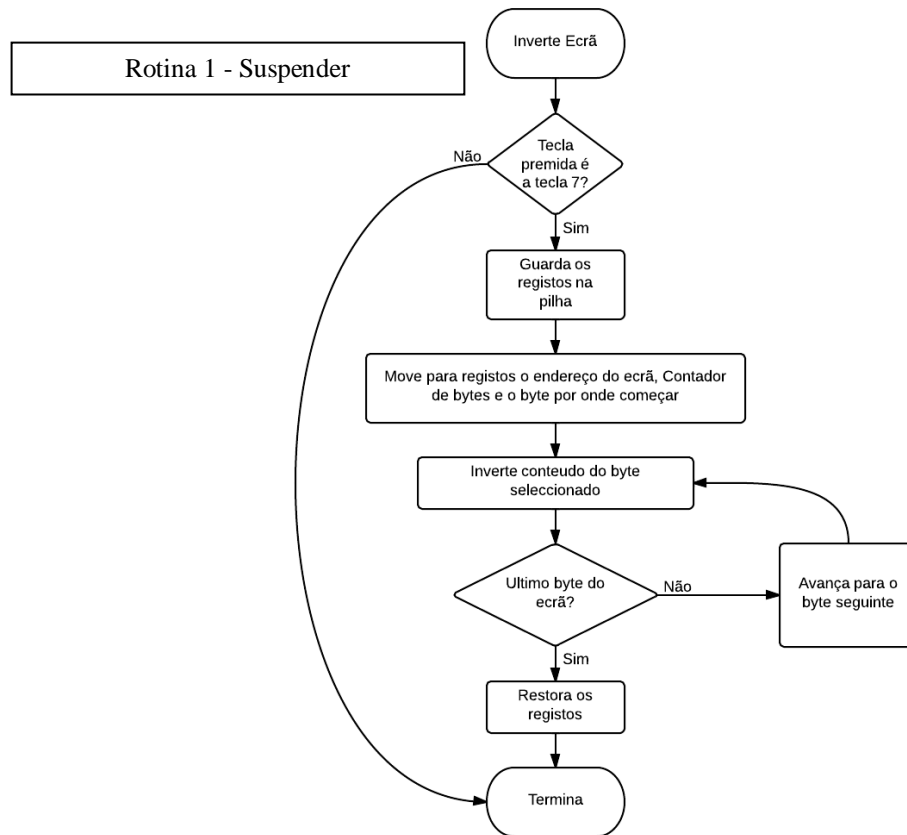 Inverte Ecrã
Rotina 1 - Suspender
Tecla
premida é
a tecla 7?
Não
Sim
Guarda os
registos na
pilha
Move para registos o endereço do ecrã, Contador
de bytes e o byte por onde começar
Inverte conteudo do byte
seleccionado
Ultimo byte do
ecrã?
Não
Avança para o
byte seguinte
Sim
Restora os
registos
Termina